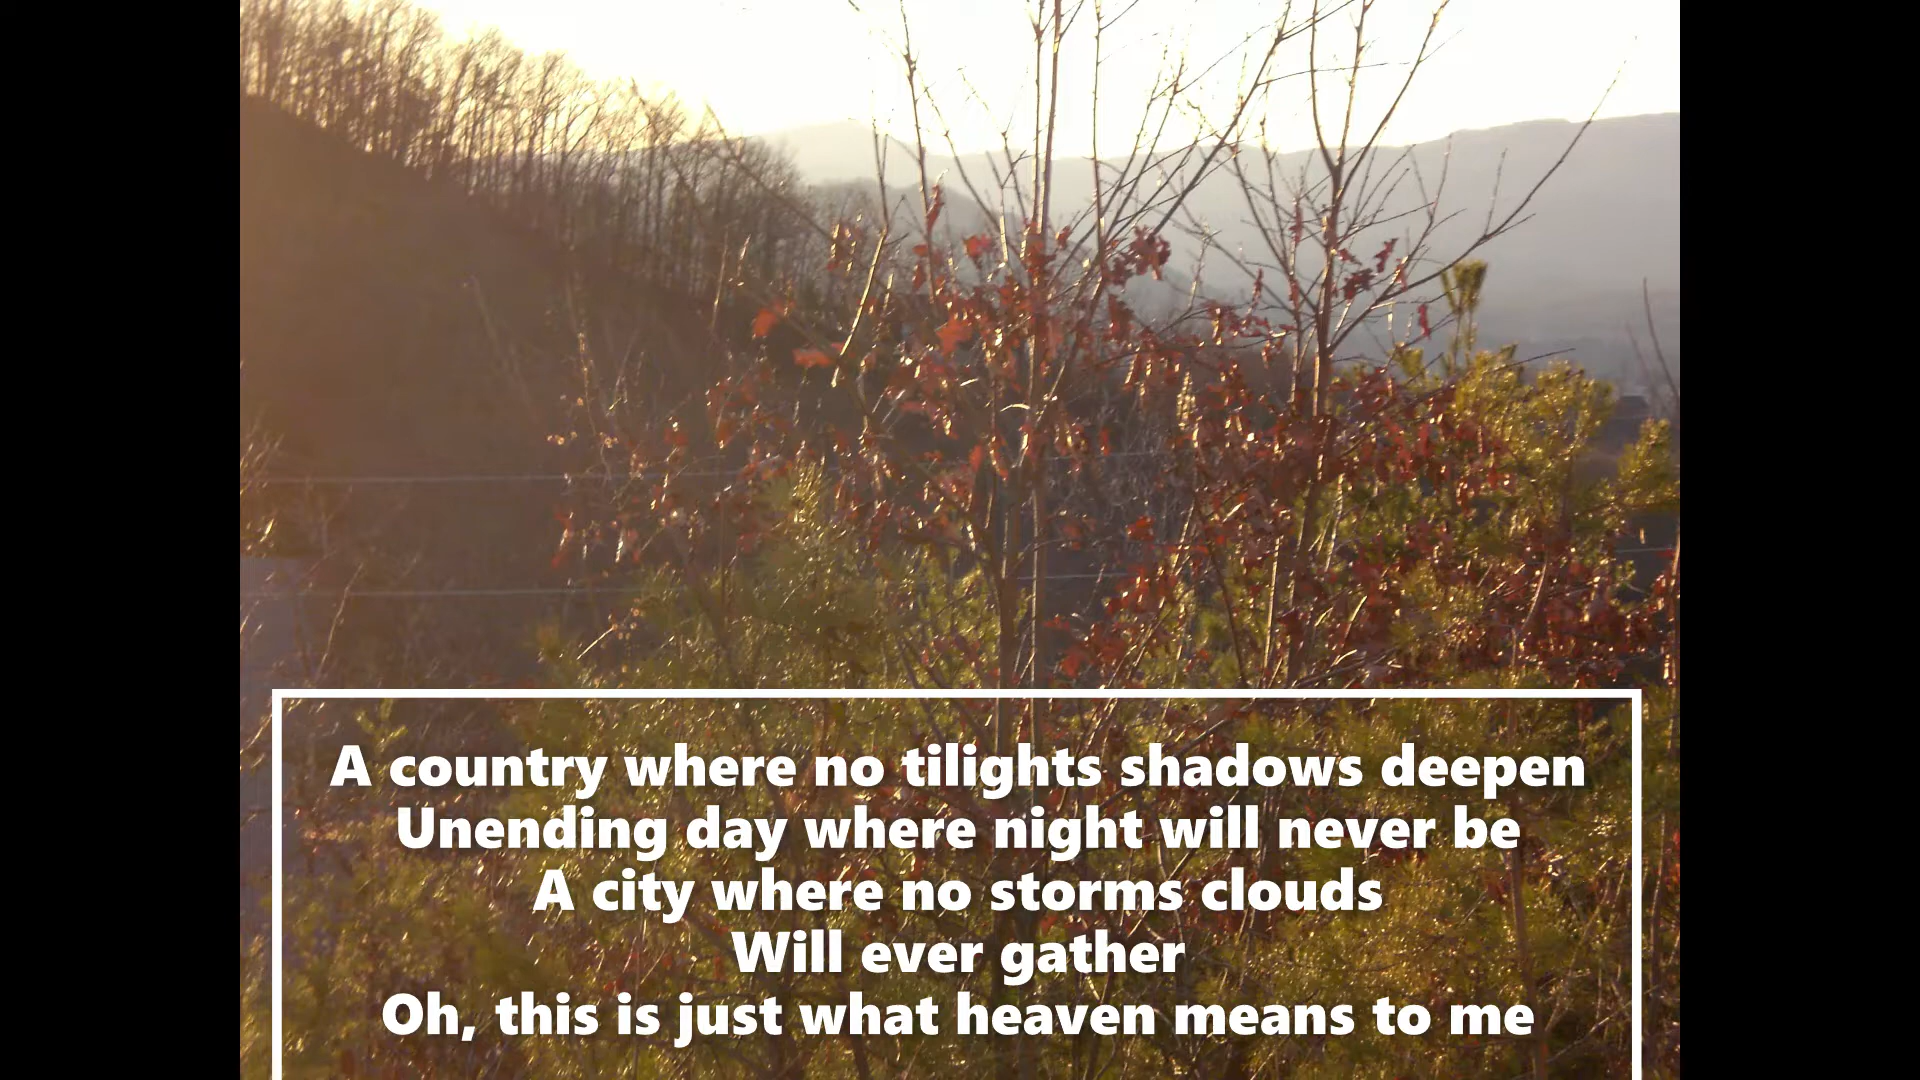 A country where no tilights shadows deepen
Unending day where night will never be
A city where no storms clouds
Will ever gather
Oh, this is just what heaven means to me